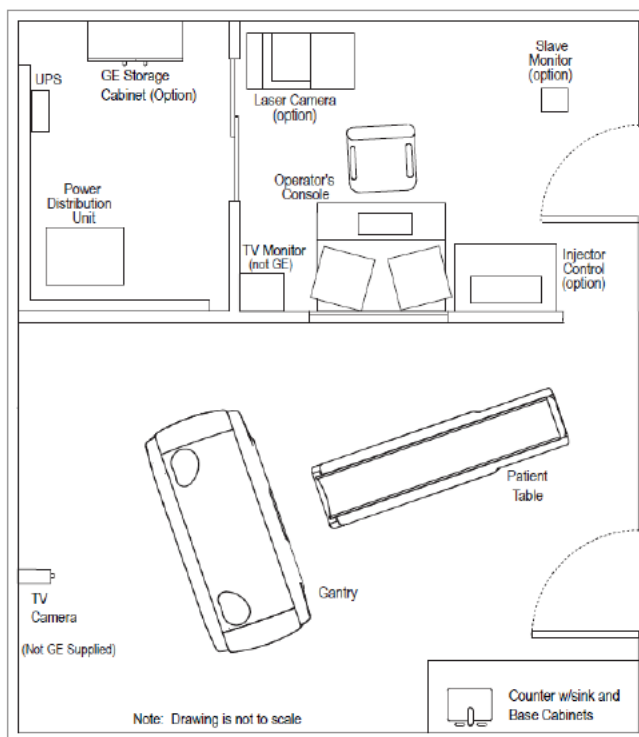 UPS
GE Storage
Cabinet (Option)
Laser Camera
(option)
Slave
Monitor
(option)
Power
Distribution
Unit
Operator's
Console
TV Monitor
(not GE)
Injector
Control
(option)
Patient
Table
Gantry
TV
Camera
(Not GE Supplied)
Counter w/sink and
Base Cabinets
Note: Drawing is not to scale